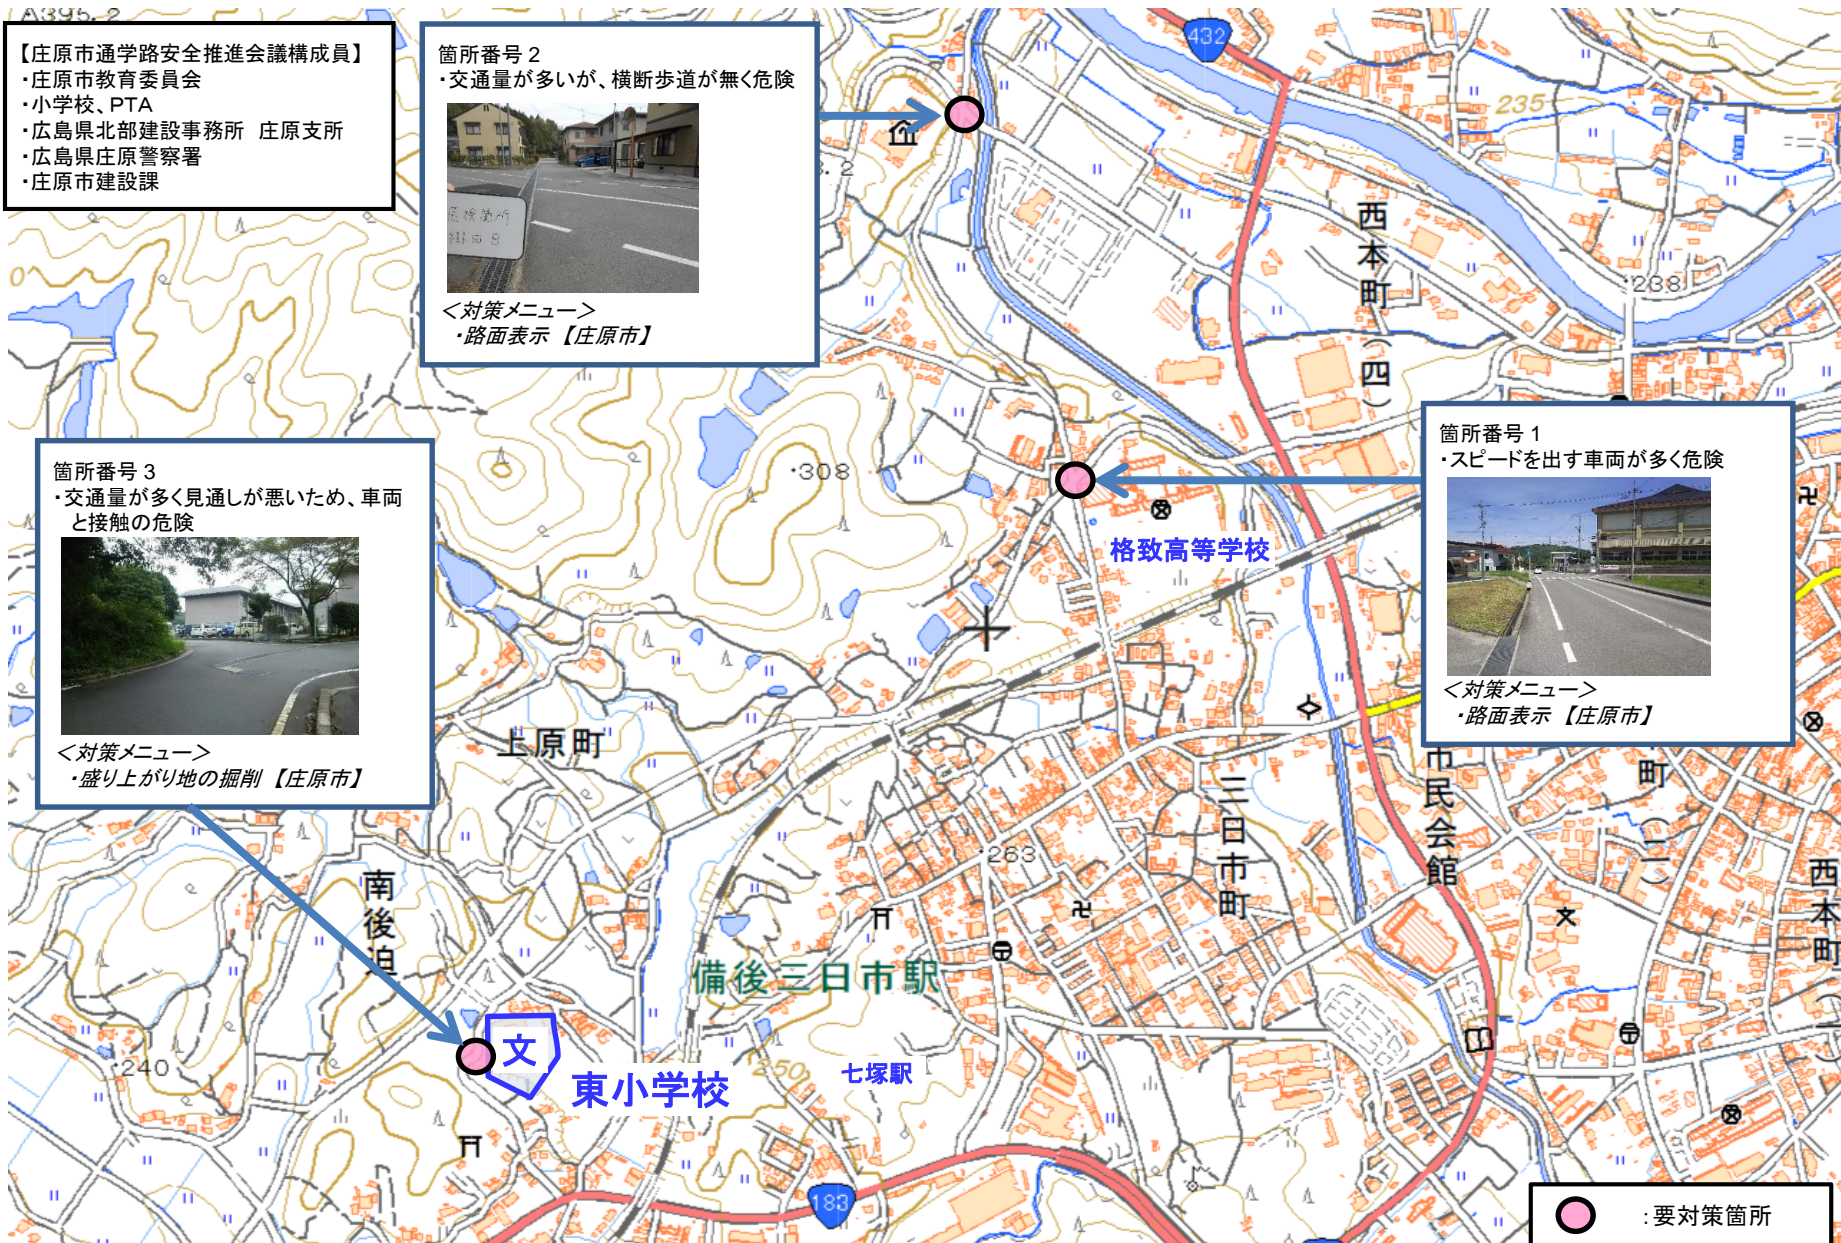 A395.2
【庄原市通学路安全推進会議構成員】
・庄原市教育委員会
・小学校、PTA
・広島県北部建設事務所 庄原支所
・広島県庄原警察署
・庄原市建設課
箇所番号 2
・交通量が多いが、横断歩道が無く危険
危険箇所
＜対策メニュー＞
・路面表示 【庄原市】
432
235
西本町(四)
238
308
箇所番号 1
・スピードを出す車両が多く危険
＜対策メニュー＞
・路面表示 【庄原市】
格致高等学校
箇所番号 3
・交通量が多く見通しが悪いため、車両
と接触の危険
＜対策メニュー＞
・盛り上がり地の掘削 【庄原市】
上原町
三日市町
市民会館
町(二)
西本町
263
南後迫
備後三日市駅
240
文
東小学校
250
七塚駅
183
：要対策箇所